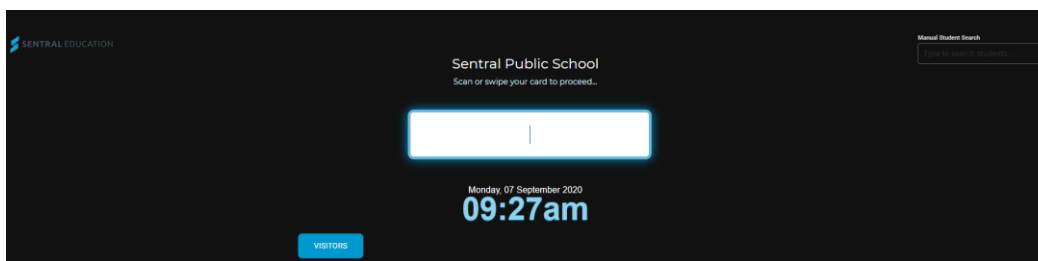 SENTRAL EDUCATION
Manual Student Search
Type to search students...
Sentral Public School
Scan or swipe your card to proceed...
Monday, 07 September 2020
09:27am
VISITORS